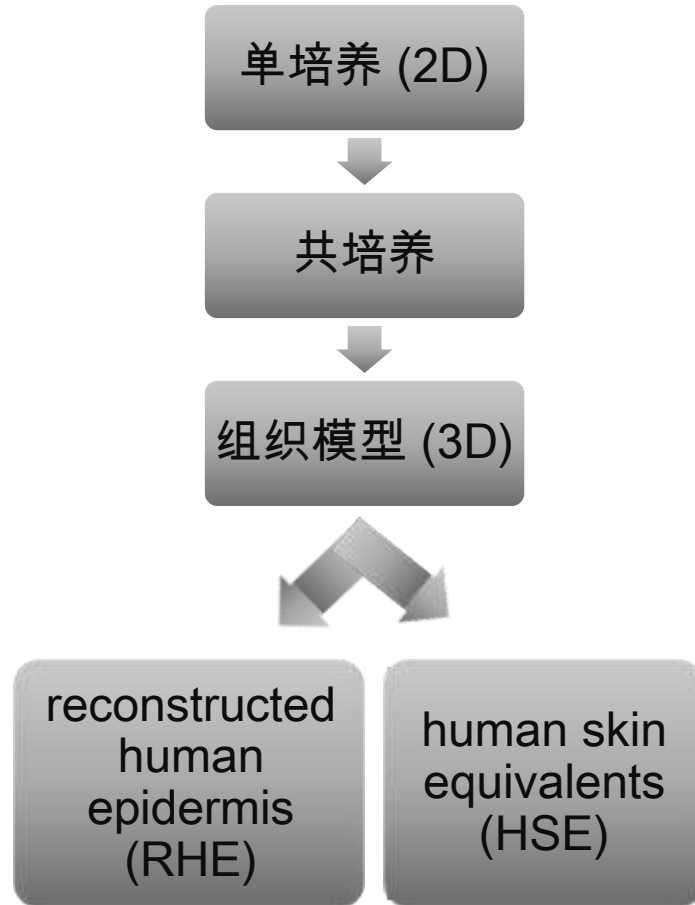 单培养 (2D)
共培养
组织模型 (3D)
reconstructed
human
epidermis
(RHE)
human skin
equivalents
(HSE)